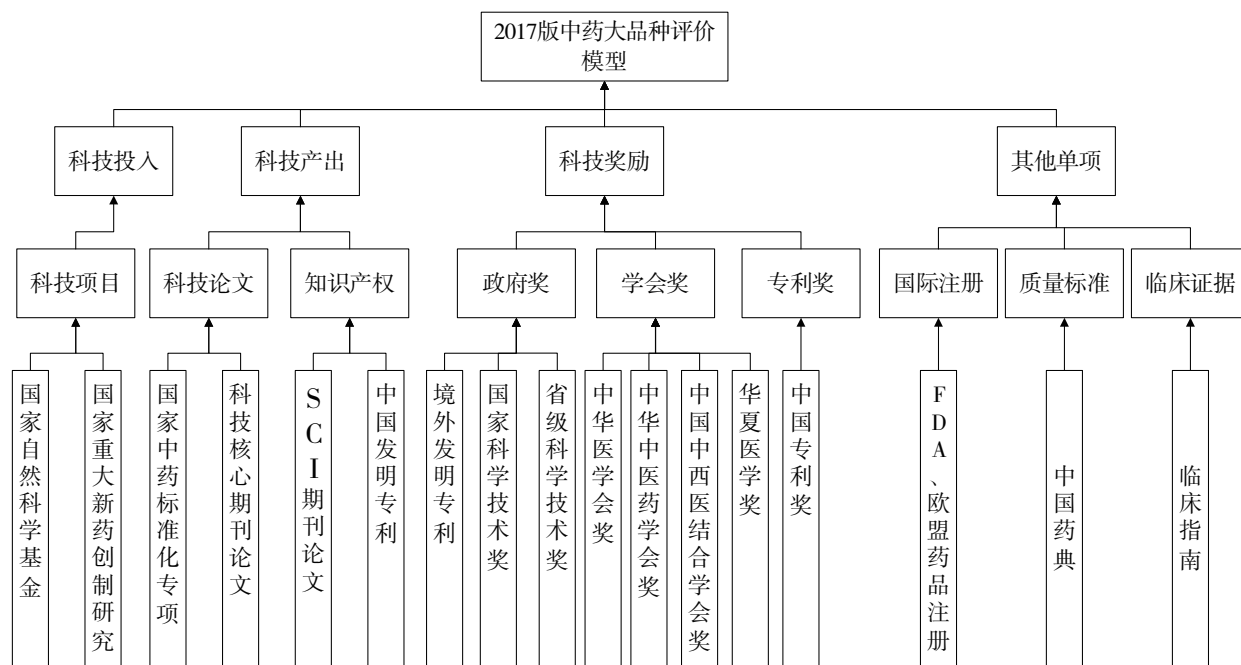 2017版中药大品种评价
模型
科技投入
科技产出
科技奖励
其他单项
科技项目
科技论文
知识产权
政府奖
学会奖
专利奖
国际注册
质量标准
临床证据
国家自然科学基金
国家重大新药创制研究
国家中药标准化专项
科技核心期刊论文
SCI期刊论文
中国发明专利
境外发明专利
国家科学技术奖
省级科学技术奖
中华医学会奖
中华中医药学会奖
中国中西医结合学会奖
华夏医学奖
中国专利奖
FDA、欧盟药品注册
中国药典
临床指南